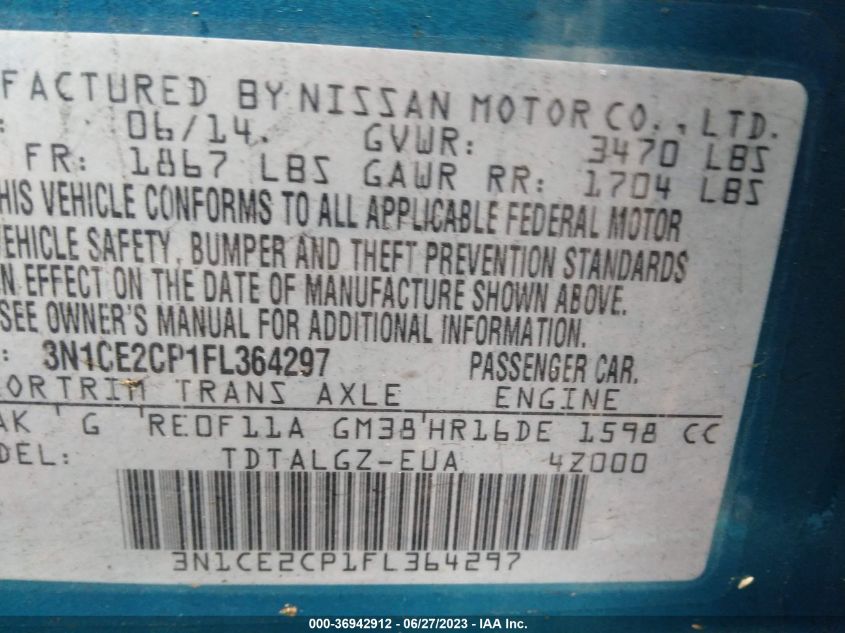 FACTURED BY NISSAN MOTOR CO., LTD.
: 06/14. GVWR: 3470 LBS
FR: 1867 LBS GAWR RR: 1704 LBS
HIS VEHICLE CONFORMS TO ALL APPLICABLE FEDERAL MOTOR
VEHICLE SAFETY, BUMPER AND THEFT PREVENTION STANDARDS
IN EFFECT ON THE DATE OF MANUFACTURE SHOWN ABOVE.
SEE OWNER'S MANUAL FOR ADDITIONAL INFORMATION.
: 3N1CE2CP1FL364297 PASSENGER CAR.
LORTRIM TRANS AXLE ENGINE
AK G RE0F11A GM38 HR16DE 1598 CC
DEL: TDTALGZ-EUA 4Z000
3N1CE2CP1FL364297
000-36942912 - 06/27/2023 - IAA Inc.